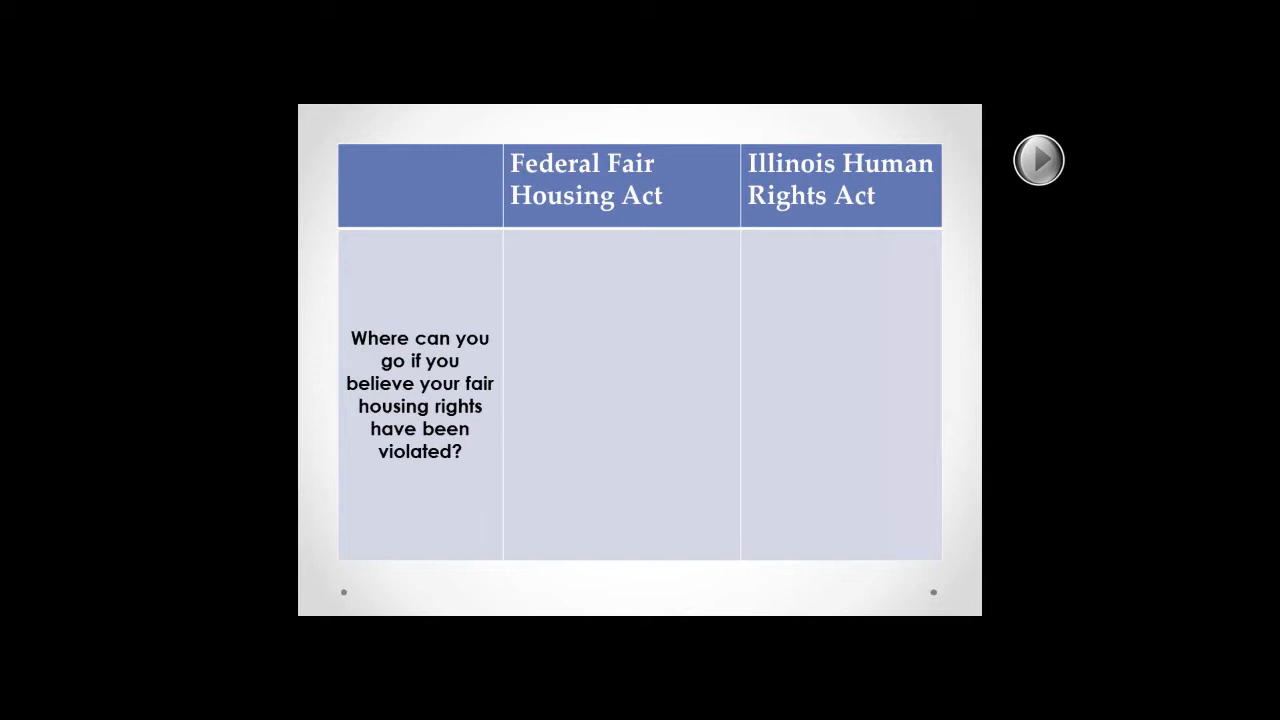 Federal Fair
Housing Act
Illinois Human
Rights Act
Where can you
go if you
believe your fair
housing rights
have been
violated?